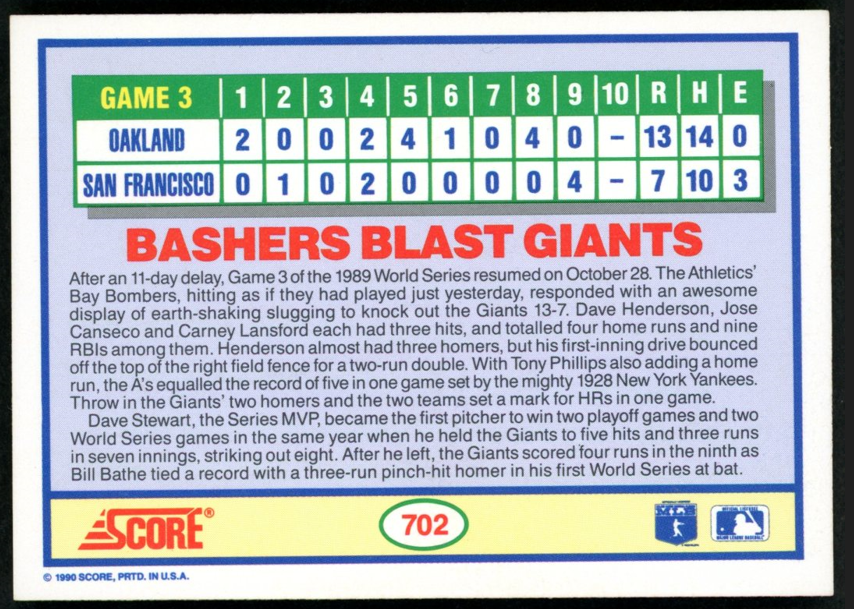 GAME 3 1 2 3 4 5 6 7 8 9 10 R H E
OAKLAND 2 0 0 2 4 1 0 4 0 – 13 14 0
SAN FRANCISCO 0 1 0 2 0 0 0 0 4 – 7 10 3
BASHERS BLAST GIANTS
After an 11-day delay, Game 3 of the 1989 World Series resumed on October 28. The Athletics'
Bay Bombers, hitting as if they had played just yesterday, responded with an awesome
display of earth-shaking slugging to knock out the Giants 13-7. Dave Henderson, Jose
Canseco and Carney Lansford each had three hits, and totalled four home runs and nine
RBIs among them. Henderson almost had three homers, but his first-inning drive bounced
off the top of the right field fence for a two-run double. With Tony Phillips also adding a home
run, the A's equalled the record of five in one game set by the mighty 1928 New York Yankees.
Throw in the Giants' two homers and the two teams set a mark for HRs in one game.
Dave Stewart, the Series MVP, became the first pitcher to win two playoff games and two
World Series games in the same year when he held the Giants to five hits and three runs
in seven innings, striking out eight. After he left, the Giants scored four runs in the ninth as
Bill Bathe tied a record with a three-run pinch-hit homer in his first World Series at bat.
SCORE®
702
OFFICIAL LICENSEE
MAJOR LEAGUE BASEBALL
© 1990 SCORE, PRTD. IN U.S.A.